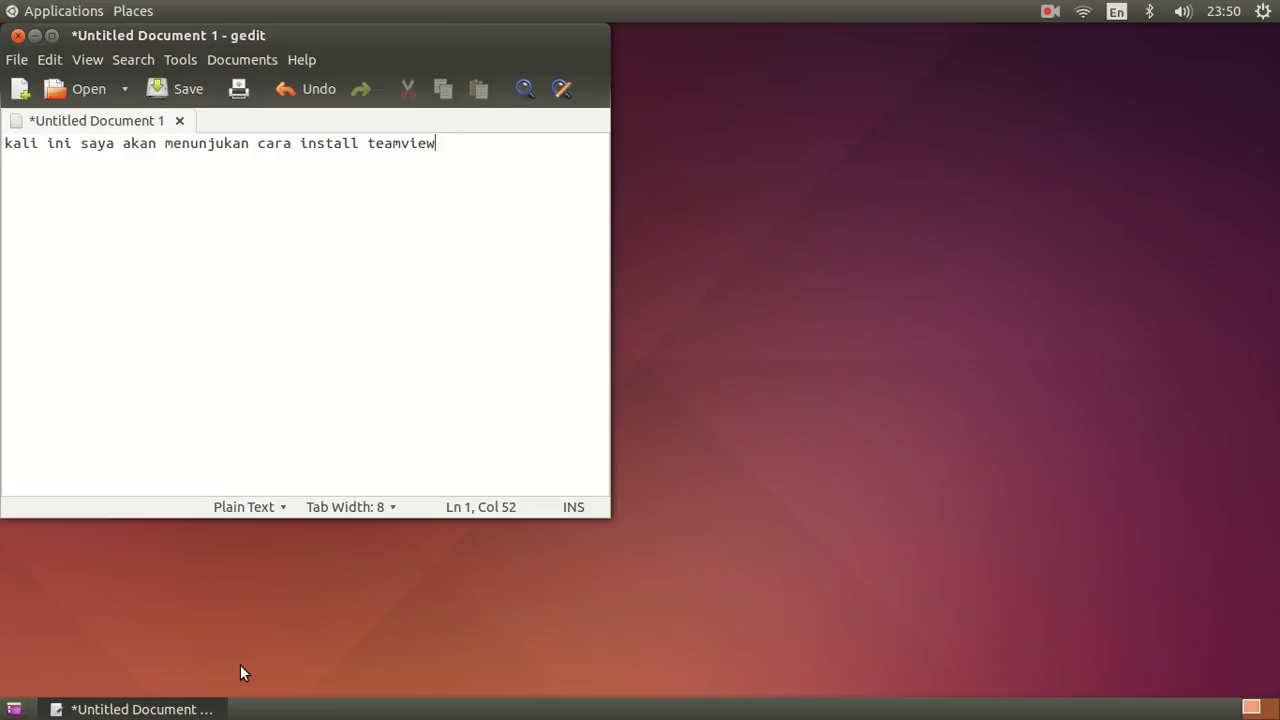 Applications Places En 23:50
*Untitled Document 1 - gedit
File Edit View Search Tools Documents Help
Open Save Undo
*Untitled Document 1
kali ini saya akan menunjukan cara install teamview
Plain Text Tab Width: 8 Ln 1, Col 52 INS
*Untitled Document ...